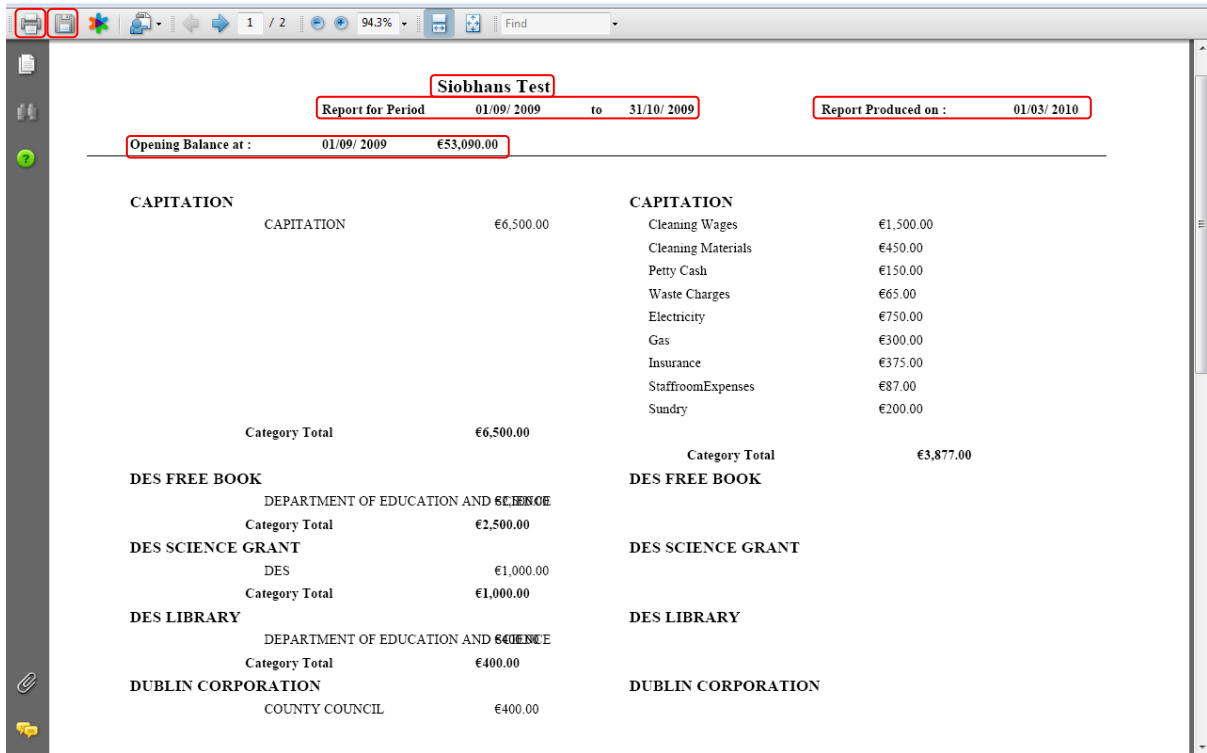 1 / 2 94.3% Find
Siobhans Test
Report for Period 01/09/ 2009 to 31/10/ 2009 Report Produced on : 01/03/ 2010
Opening Balance at : 01/09/ 2009 €53,090.00
CAPITATION CAPITATION
CAPITATION €6,500.00 Cleaning Wages €1,500.00
Cleaning Materials €450.00
Petty Cash €150.00
Waste Charges €65.00
Electricity €750.00
Gas €300.00
Insurance €375.00
StaffroomExpenses €87.00
Sundry €200.00
Category Total €6,500.00
Category Total €3,877.00
DES FREE BOOK DES FREE BOOK
DEPARTMENT OF EDUCATION AND SCIENCE
Category Total €2,500.00
DES SCIENCE GRANT DES SCIENCE GRANT
DES €1,000.00
Category Total €1,000.00
DES LIBRARY DES LIBRARY
DEPARTMENT OF EDUCATION AND SCIENCE
Category Total €400.00
DUBLIN CORPORATION DUBLIN CORPORATION
COUNTY COUNCIL €400.00